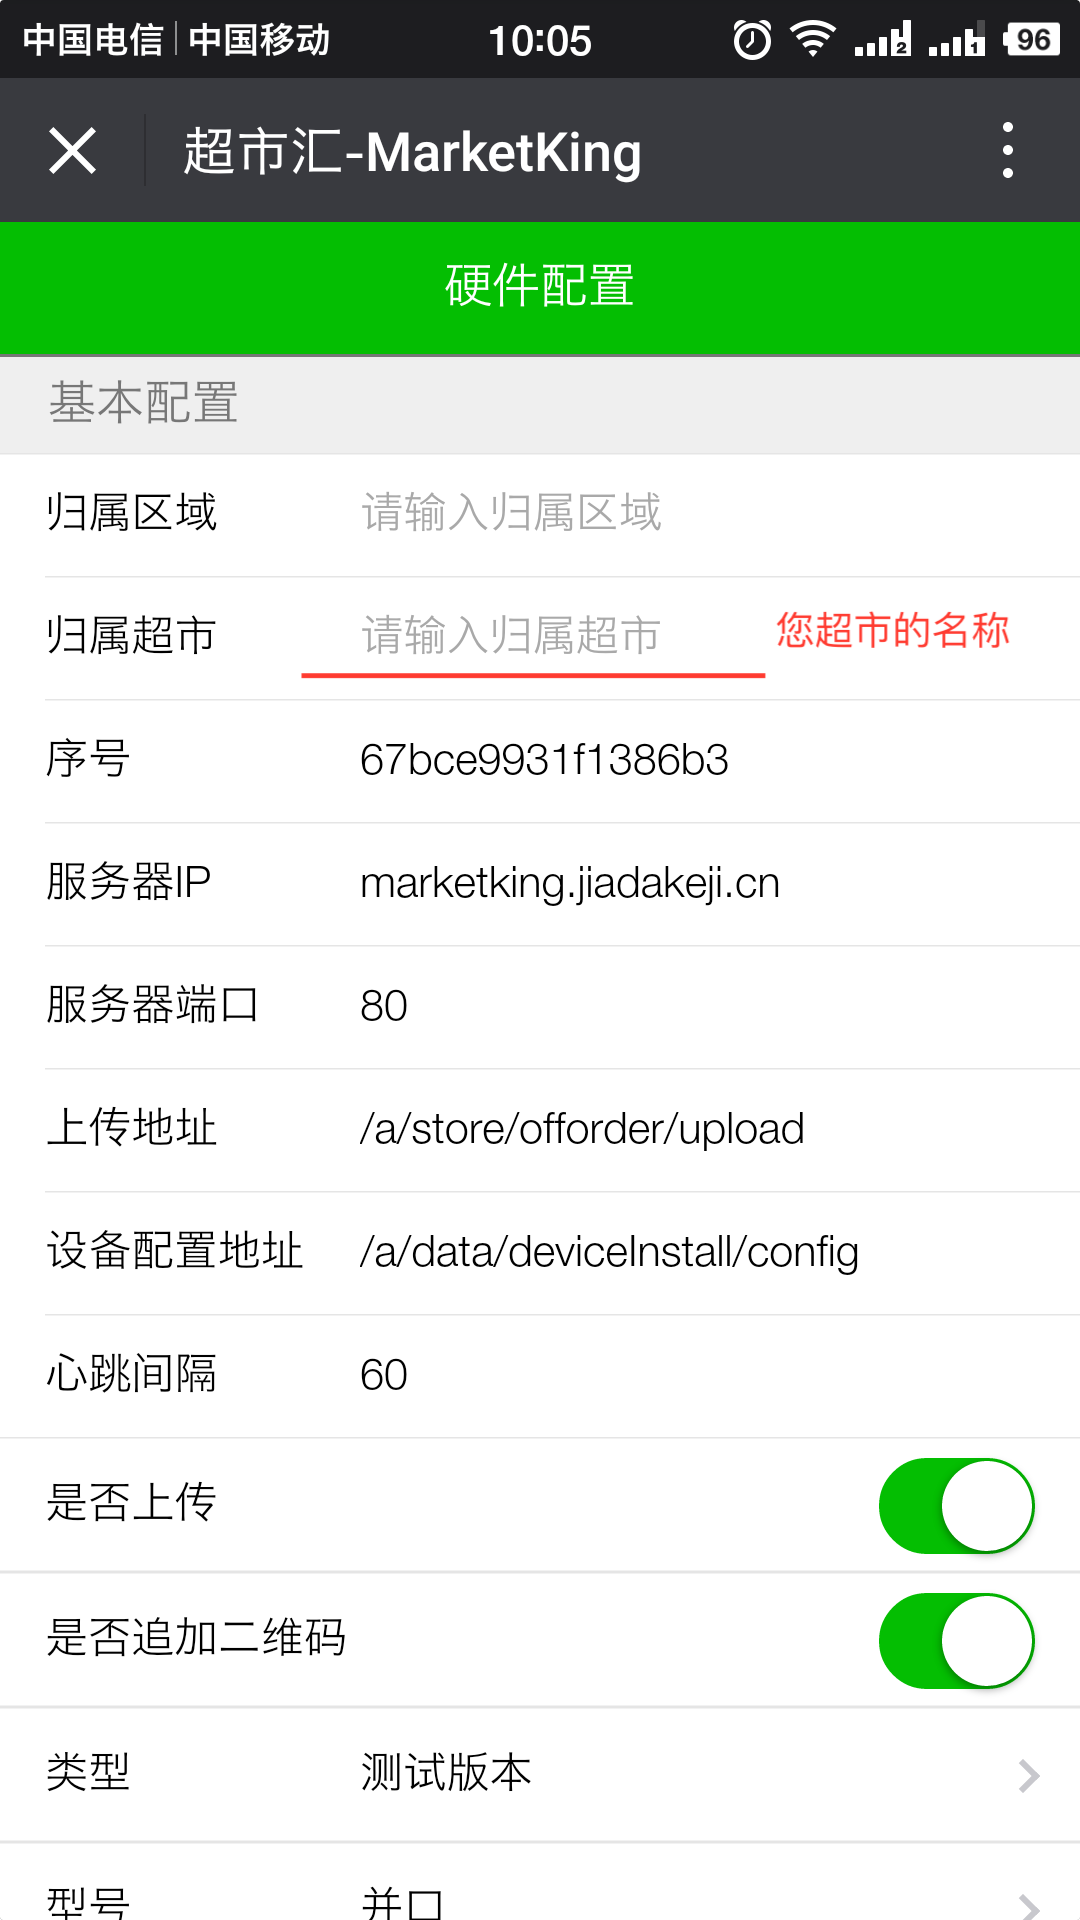 中国电信 中国移动 10:05 2 1 96
超市汇-MarketKing
硬件配置
基本配置
归属区域 请输入归属区域
归属超市 请输入归属超市 您超市的名称
序号 67bce9931f1386b3
服务器IP marketking.jiadakeji.cn
服务器端口 80
上传地址 /a/store/offorder/upload
设备配置地址 /a/data/deviceInstall/config
心跳间隔 60
是否上传
是否追加二维码
类型 测试版本
型号 并口